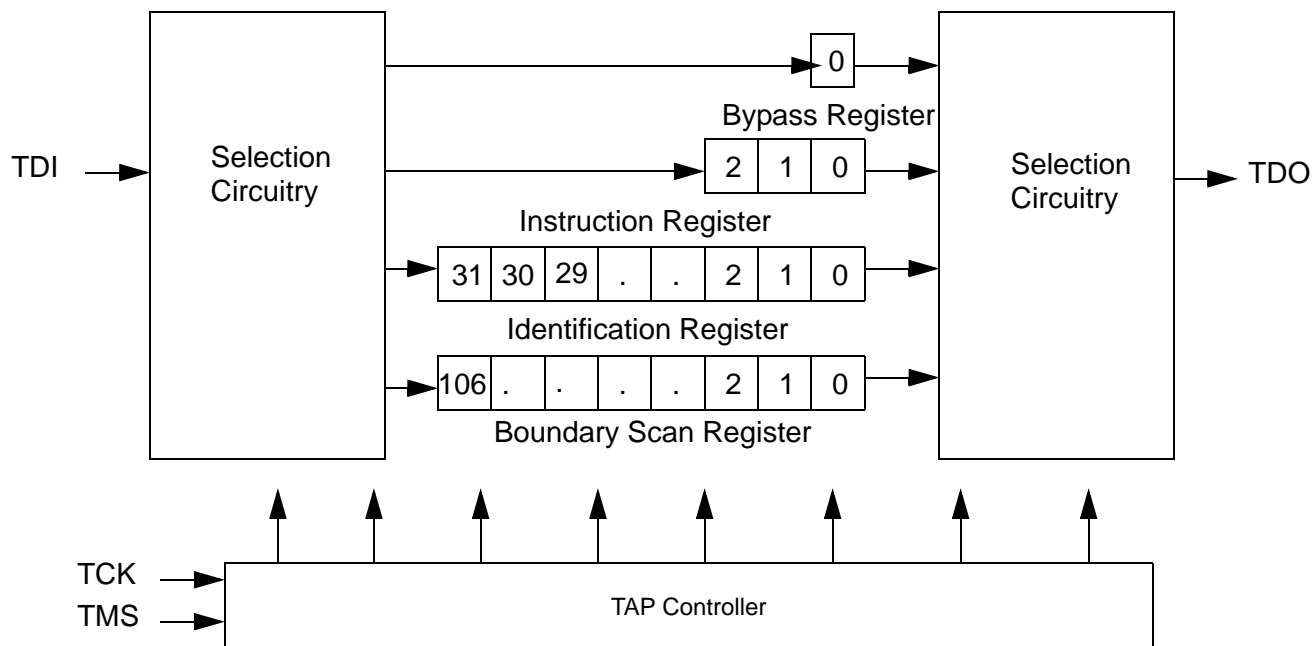 0
Bypass Register
TDI
Selection
Circuitry
2 1 0
Selection
Circuitry
TDO
Instruction Register
31 30 29 . . 2 1 0
Identification Register
106 . . . . 2 1 0
Boundary Scan Register
TCK
TMS
TAP Controller